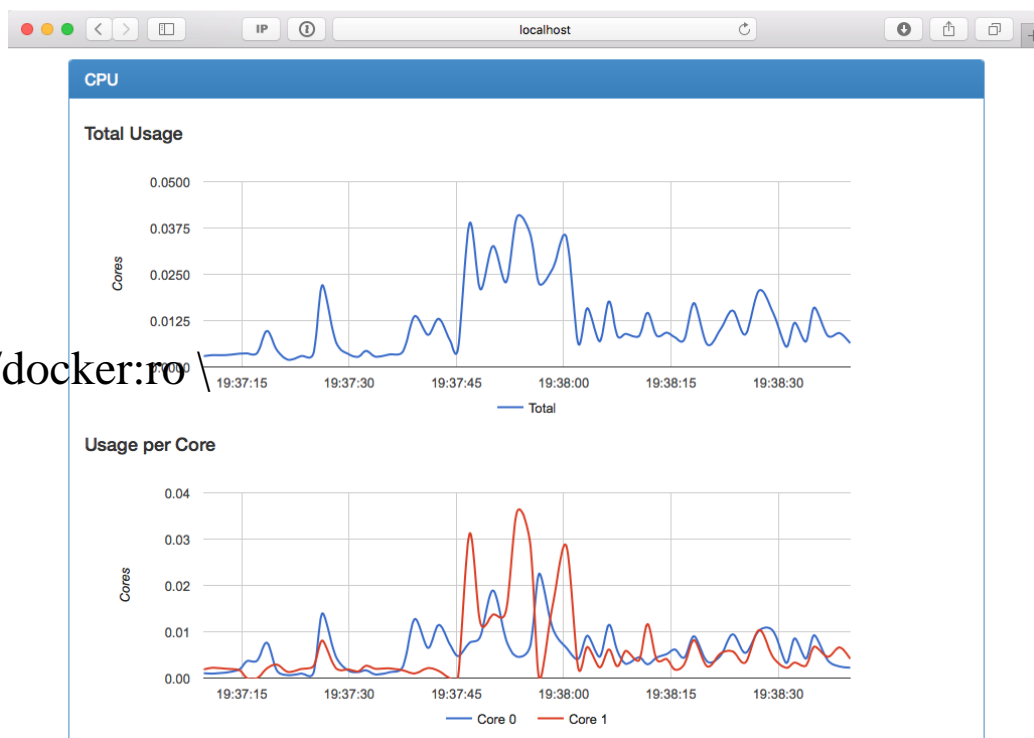 IP
localhost
CPU
Total Usage
0.0500
0.0375
0.0250
0.0125
0.0000
Cores
/docker:ro \
19:37:15 19:37:30 19:37:45 19:38:00 19:38:15 19:38:30
Total
Usage per Core
0.04
0.03
0.02
0.01
0.00
Cores
19:37:15 19:37:30 19:37:45 19:38:00 19:38:15 19:38:30
Core 0 Core 1